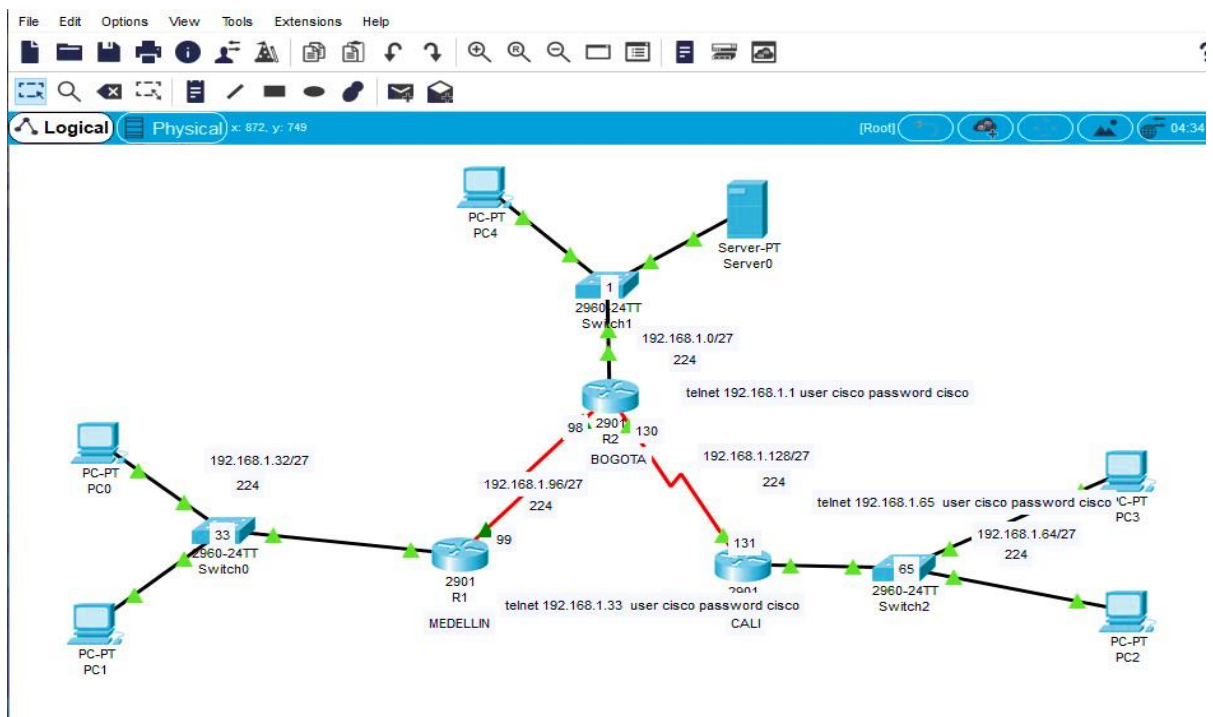 File Edit Options View Tools Extensions Help
Logical Physical x: 872, y: 749 [Root] 04:34
PC-PT
PC4
Server-PT
Server0
1
2960-24TT
Switch1
192.168.1.0/27
224
telnet 192.168.1.1 user cisco password cisco
98
2901
R2
130
BOGOTA
PC-PT
PC0
192.168.1.32/27
224
192.168.1.96/27
224
192.168.1.128/27
224
telnet 192.168.1.65 user cisco password cisco
C-PT
PC3
192.168.1.64/27
224
33
2960-24TT
Switch0
99
2901
R1
MEDELLIN
131
2901
telnet 192.168.1.33 user cisco password cisco
CALI
65
2960-24TT
Switch2
PC-PT
PC1
PC-PT
PC2